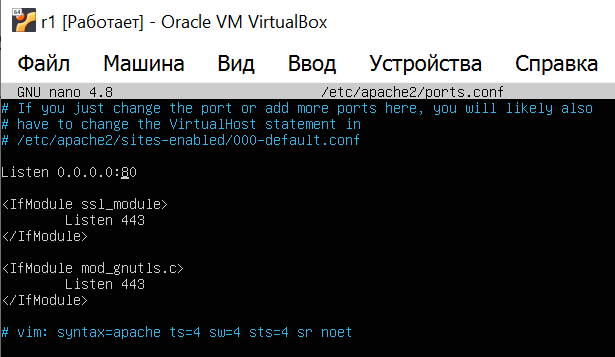 r1 [Работает] - Oracle VM VirtualBox
Файл Машина Вид Ввод Устройства Справка
GNU nano 4.8 /etc/apache2/ports.conf
# If you just change the port or add more ports here, you will likely also
# have to change the VirtualHost statement in
# /etc/apache2/sites-enabled/000-default.conf
Listen 0.0.0.0:80
<IfModule ssl_module>
Listen 443
</IfModule>
<IfModule mod_gnutls.c>
Listen 443
</IfModule>
# vim: syntax=apache ts=4 sw=4 sts=4 sr noet